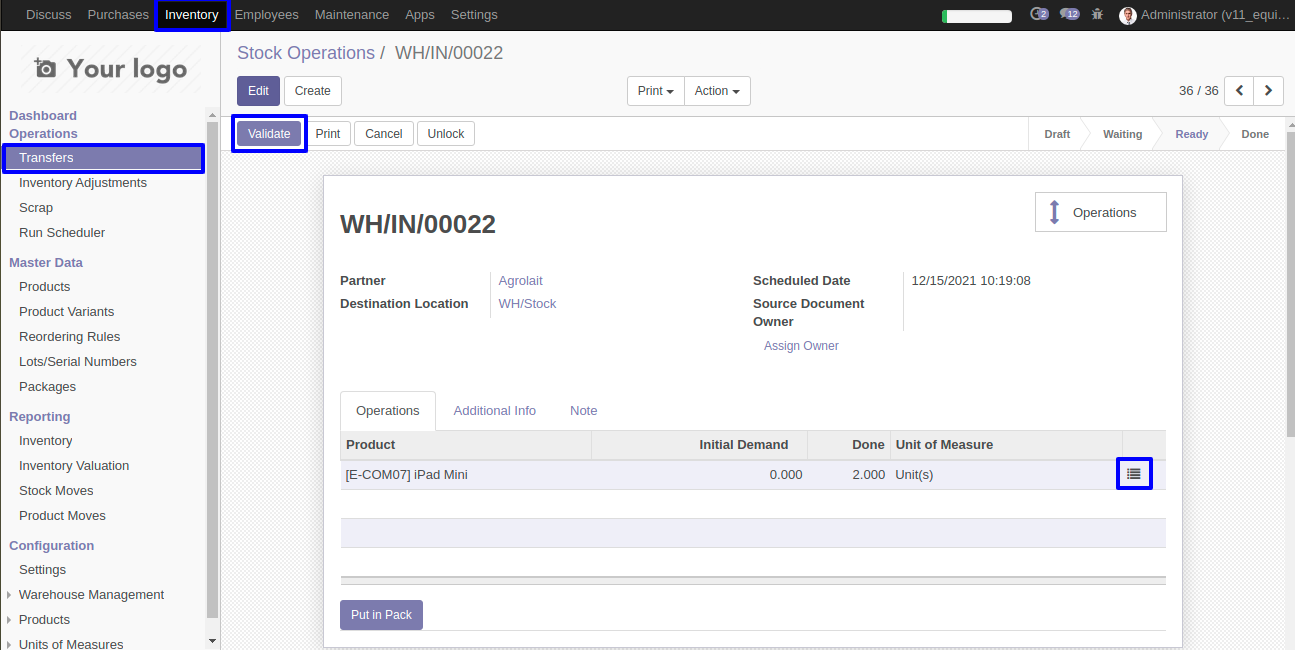 Discuss Purchases Inventory Employees Maintenance Apps Settings 2 12 Administrator (v11_equi...
Your logo
Stock Operations / WH/IN/00022
Edit Create Print Action 36 / 36
Validate Print Cancel Unlock Draft Waiting Ready Done
Dashboard
Operations
Transfers
Inventory Adjustments
Scrap
Run Scheduler
Master Data
Products
Product Variants
Reordering Rules
Lots/Serial Numbers
Packages
Reporting
Inventory
Inventory Valuation
Stock Moves
Product Moves
Configuration
Settings
Warehouse Management
Products
Units of Measures
Operations
WH/IN/00022
Partner Agrolait
Destination Location WH/Stock
Scheduled Date 12/15/2021 10:19:08
Source Document
Owner
Assign Owner
Operations Additional Info Note
Product Initial Demand Done Unit of Measure
[E-COM07] iPad Mini 0.000 2.000 Unit(s)
Put in Pack